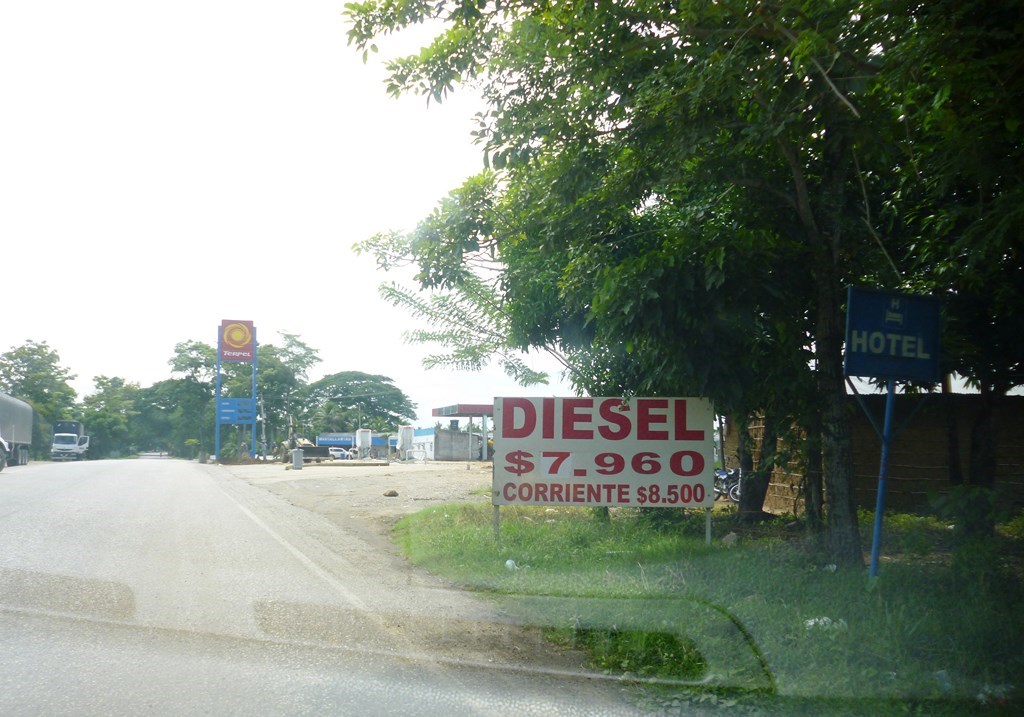 Terpel
DIESEL
$7.960
CORRIENTE $8.500
H
HOTEL